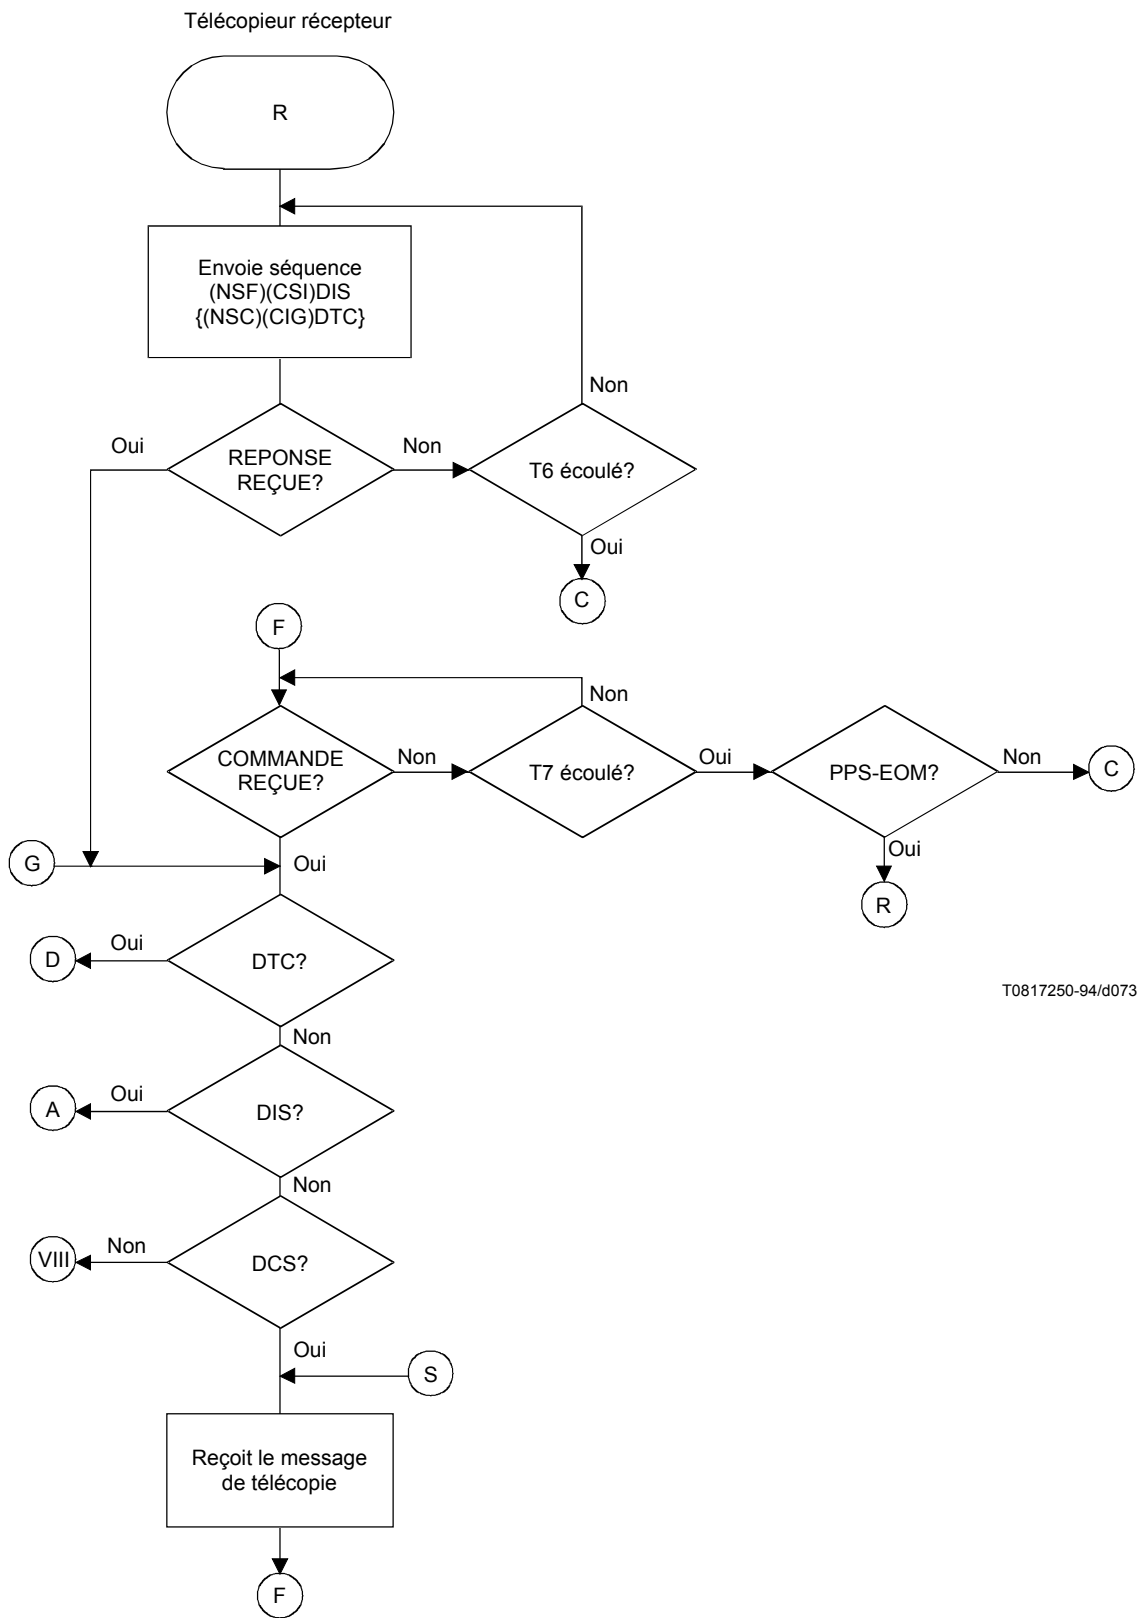 Télécopieur récepteur
R
Envoie séquence
(NSF)(CSI)DIS
{(NSC)(CIG)DTC}
Non
Oui
REPONSE
REÇUE?
Non
T6 écoulé?
Oui
C
F
Non
COMMANDE
REÇUE?
Non
T7 écoulé?
Oui
PPS-EOM?
Non
C
G
Oui
Oui
R
D
Oui
DTC?
T0817250-94/d073
Non
A
Oui
DIS?
Non
VIII
Non
DCS?
Oui
S
Reçoit le message
de télécopie
F